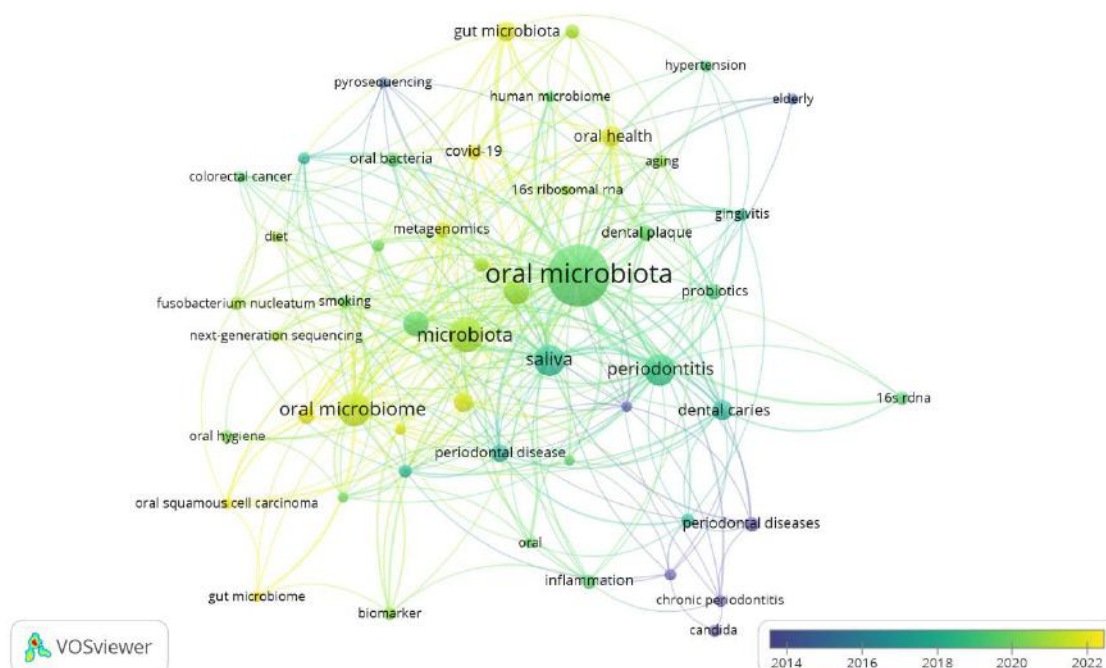 gut microbiota
hypertension
pyrosequencing
human microbiome
elderly
oral health
covid-19
oral bacteria
aging
colorectal cancer
16s ribosomal rna
gingivitis
diet
metagenomics
dental plaque
oral microbiota
probiotics
fusobacterium nucleatum
smoking
next-generation sequencing
microbiota
saliva
periodontitis
16s rdna
oral microbiome
dental caries
oral hygiene
periodontal disease
oral squamous cell carcinoma
periodontal diseases
oral
inflammation
gut microbiome
chronic periodontitis
biomarker
candida
VOSviewer
2014 2016 2018 2020 2022